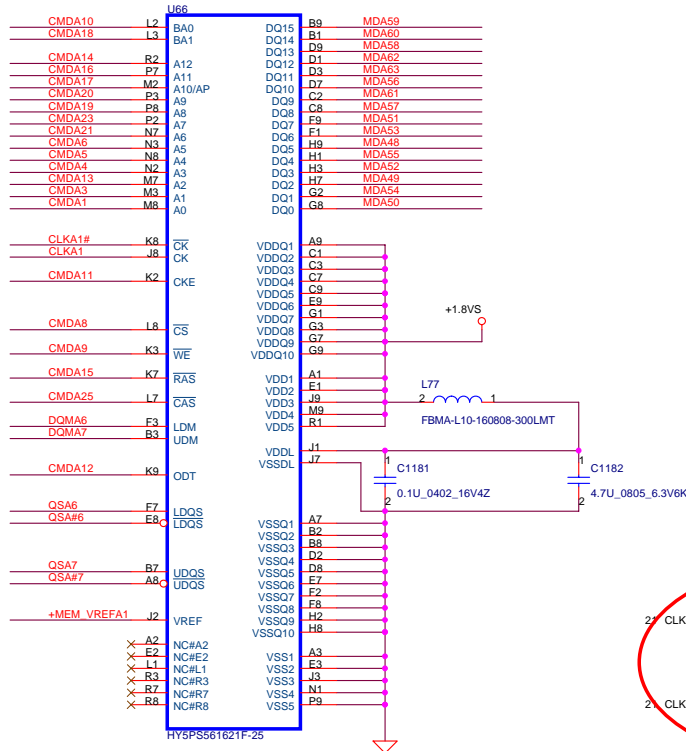 U66
CMDA10 L2 BA0 DQ15 B9 MDA59
CMDA18 L3 BA1 DQ14 B1 MDA60
DQ13 D9 MDA58
CMDA14 R2 A12 DQ12 D1 MDA62
CMDA16 P7 A11 DQ11 D3 MDA63
CMDA17 M2 A10/AP DQ10 D7 MDA56
CMDA20 P3 A9 DQ9 C2 MDA61
CMDA19 P8 A8 DQ8 C8 MDA57
CMDA23 P2 A7 DQ7 F9 MDA51
CMDA21 N7 A6 DQ6 F1 MDA53
CMDA6 N3 A5 DQ5 H9 MDA48
CMDA5 N8 A4 DQ4 H1 MDA55
CMDA4 N2 A3 DQ3 H3 MDA52
CMDA13 M7 A2 DQ2 H7 MDA49
CMDA3 M3 A1 DQ1 G2 MDA54
CMDA1 M8 A0 DQ0 G8 MDA50
CLKA1# K8 CK VDDQ1 A9
CLKA1 J8 CK VDDQ2 C1
VDDQ3 C3
CMDA11 K2 CKE VDDQ4 C7
VDDQ5 C9
VDDQ6 E9
VDDQ7 G1
+1.8VS
CMDA8 L8 CS VDDQ8 G3
VDDQ9 G7
CMDA9 K3 WE VDDQ10 G9
CMDA15 K7 RAS VDD1 A1
VDD2 E1
L77
CMDA25 L7 CAS VDD3 J9 2 1
VDD4 M9
FBMA-L10-160808-300LMT
DQMA6 F3 LDM VDD5 R1
DQMA7 B3 UDM
VDDL J1
VSSDL J7 1 1
CMDA12 K9 ODT C1181 C1182
0.1U_0402_16V4Z 4.7U_0805_6.3V6K
2 2
QSA6 F7 LDQS
QSA#6 E8 LDQS VSSQ1 A7
VSSQ2 B2
VSSQ3 B8
VSSQ4 D2
QSA7 B7 UDQS VSSQ5 D8
QSA#7 A8 UDQS VSSQ6 E7
VSSQ7 F2
VSSQ8 F8
+MEM_VREFA1 J2 VREF VSSQ9 H2
21 CLK
VSSQ10 H8
A2 NC#A2
E2 NC#E2 VSS1 A3
L1 NC#L1 VSS2 E3
R3 NC#R3 VSS3 J3
R7 NC#R7 VSS4 N1
R8 NC#R8 VSS5 P9
21 CLK
HY5PS561621F-25